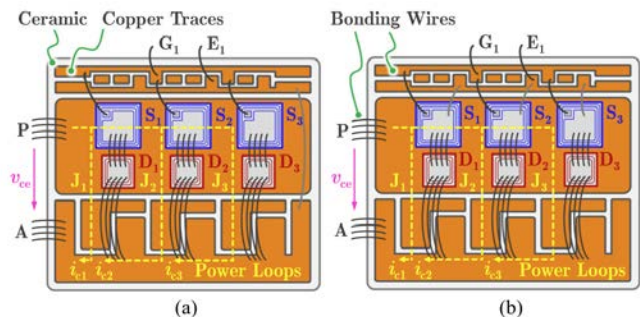 Ceramic Copper Traces
G1 E1
S1 S2 S3
P
D1 D2 D3
J1 J2 J3
vce
A
ic1 ic2 ic3 Power Loops
(a)
Bonding Wires
G1 E1
S1 S2 S3
P
D1 D2 D3
J1 J2 J3
vce
A
ic1 ic2 ic3 Power Loops
(b)